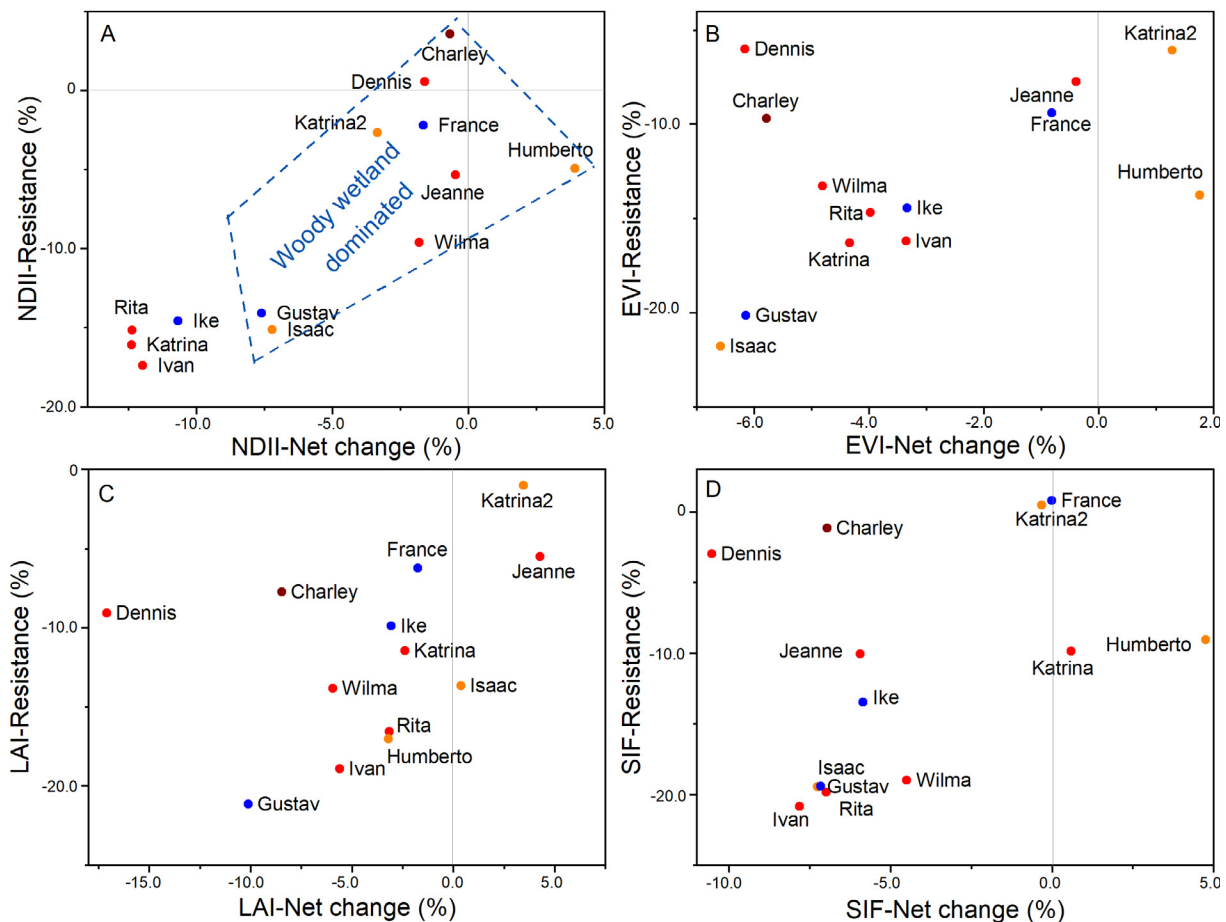 A
Charley
Dennis
0
Katrina2
France
Humberto
Jeanne
Woody wetland
dominated
-10.0
Wilma
Rita
Ike
Gustav
Isaac
Katrina
Ivan
-20.0
-10.0 -5.0 0.0 5.0
NDII-Resistance (%)
NDII-Net change (%)
B
Katrina2
Dennis
Jeanne
Charley
France
-10.0
Humberto
Wilma
Rita
Ike
Katrina
Ivan
-20.0
Gustav
Isaac
-6.0 -4.0 -2.0 0.0 2.0
EVI-Resistance (%)
EVI-Net change (%)
0
C
Katrina2
France
Jeanne
Charley
Dennis
-10.0
Ike
Katrina
Wilma
Isaac
Rita
Humberto
Ivan
-20.0
Gustav
-15.0 -10.0 -5.0 0.0 5.0
LAI-Resistance (%)
LAI-Net change (%)
D
0
France
Katrina2
Charley
Dennis
Humberto
Jeanne
Katrina
-10.0
Ike
Isaac
Gustav
Wilma
Rita
Ivan
-20.0
-10.0 -5.0 0.0 5.0
SIF-Resistance (%)
SIF-Net change (%)